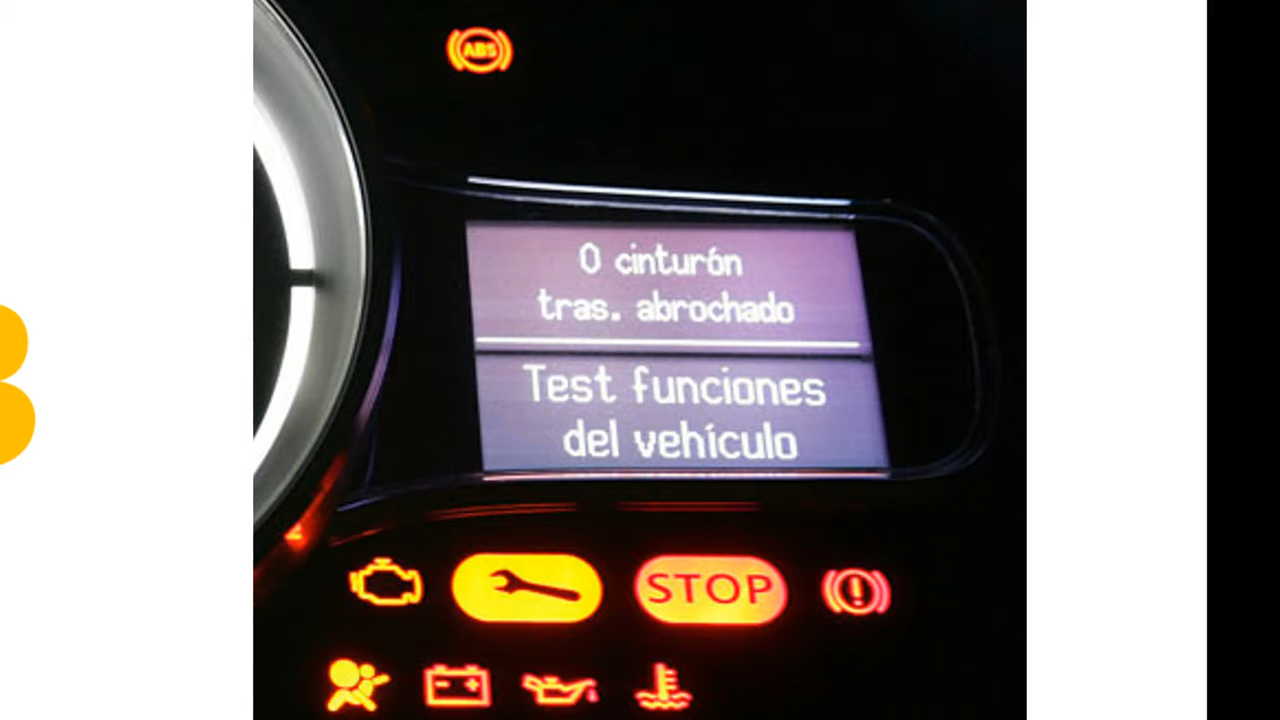 ABS
0 cinturón
tras. abrochado
Test funciones
del vehículo
STOP